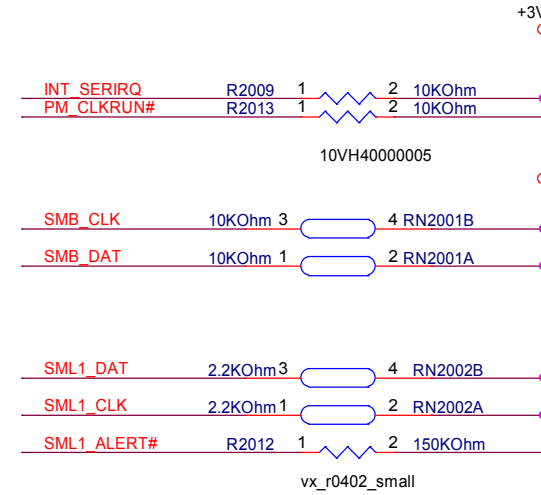 +3V
INT_SERIRQ R2009 1 2 10KOhm
PM_CLKRUN# R2013 1 2 10KOhm
10VH40000005
SMB_CLK 10KOhm 3 4 RN2001B
SMB_DAT 10KOhm 1 2 RN2001A
SML1_DAT 2.2KOhm 3 4 RN2002B
SML1_CLK 2.2KOhm 1 2 RN2002A
SML1_ALERT# R2012 1 2 150KOhm
vx_r0402_small